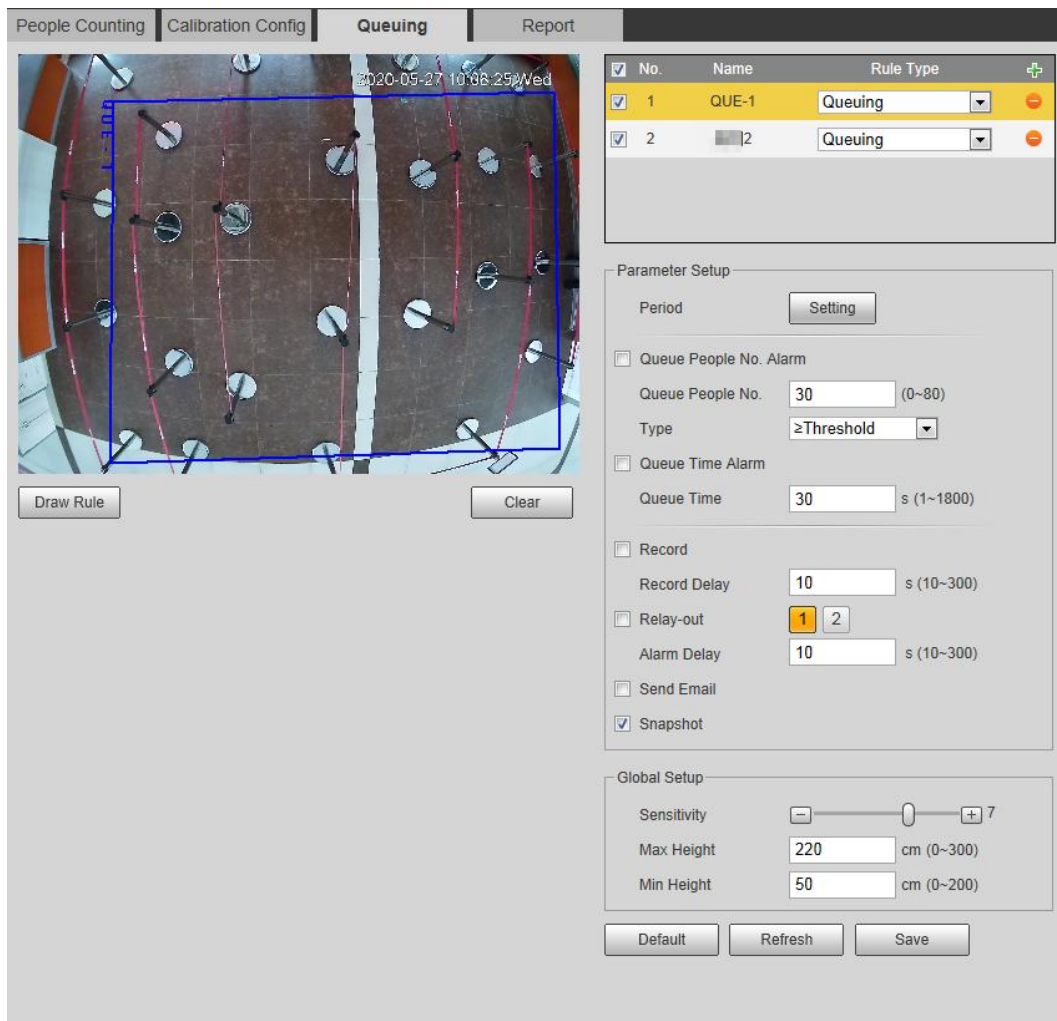 People Counting Calibration Config Queuing Report
2020-05-27 10:08:25 Wed
QUE-1
No. Name Rule Type
1 QUE-1 Queuing
2 2 Queuing
Parameter Setup
Period Setting
Queue People No. Alarm
Queue People No. 30 (0~80)
Type ≥Threshold
Queue Time Alarm
Queue Time 30 s (1~1800)
Record
Record Delay 10 s (10~300)
Relay-out 1 2
Alarm Delay 10 s (10~300)
Send Email
Snapshot
Global Setup
Sensitivity 7
Max Height 220 cm (0~300)
Min Height 50 cm (0~200)
Draw Rule Clear
Default Refresh Save